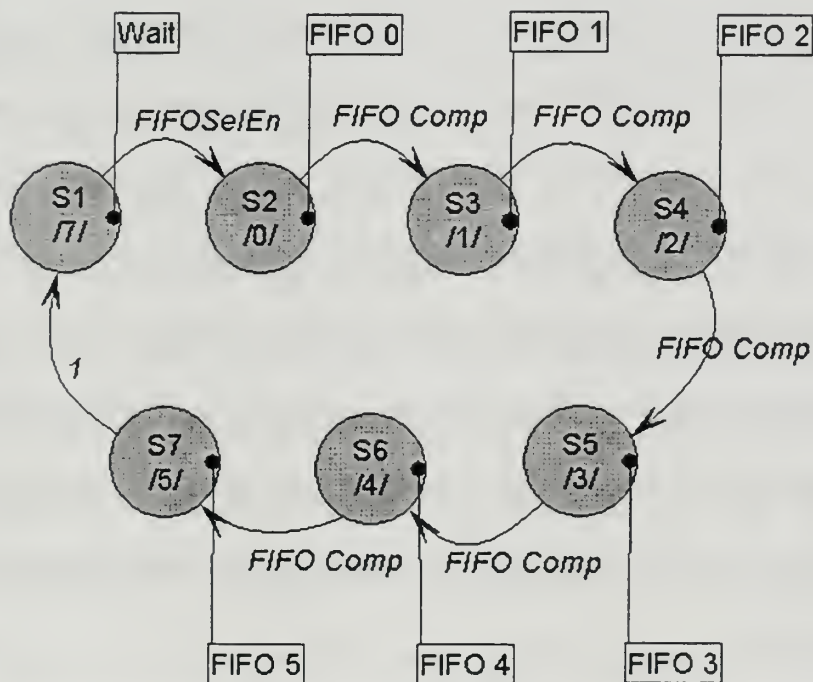 Wait
FIFO 0
FIFO 1
FIFO 2
FIFOSelEn
FIFO Comp
FIFO Comp
S1
/7/
S2
/0/
S3
/1/
S4
/2/
FIFO Comp
1
S7
/5/
S6
/4/
S5
/3/
FIFO Comp
FIFO Comp
FIFO 5
FIFO 4
FIFO 3